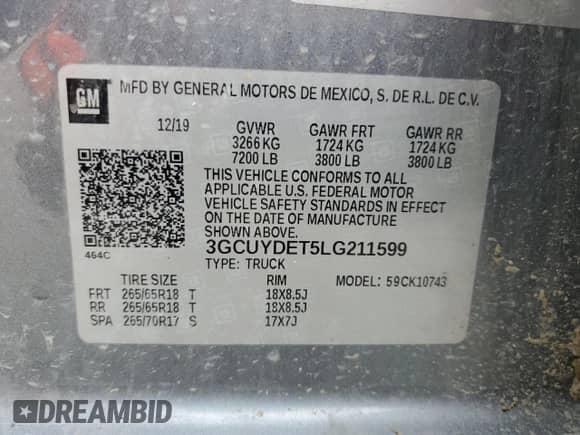 GM
MFD BY GENERAL MOTORS DE MEXICO, S. DE R.L. DE C.V.
12/19 GVWR GAWR FRT GAWR RR
3266 KG 1724 KG 1724 KG
7200 LB 3800 LB 3800 LB
THIS VEHICLE CONFORMS TO ALL
APPLICABLE U.S. FEDERAL MOTOR
VEHICLE SAFETY STANDARDS IN EFFECT
ON THE DATE OF MANUFACTURE
3GCUYDET5LG211599
464C
TYPE: TRUCK
TIRE SIZE RIM MODEL: 59CK10743
FRT 265/65R18 T 18X8.5J
RR 265/65R18 T 18X8.5J
SPA 265/70R17 S 17X7J
DREAMBID